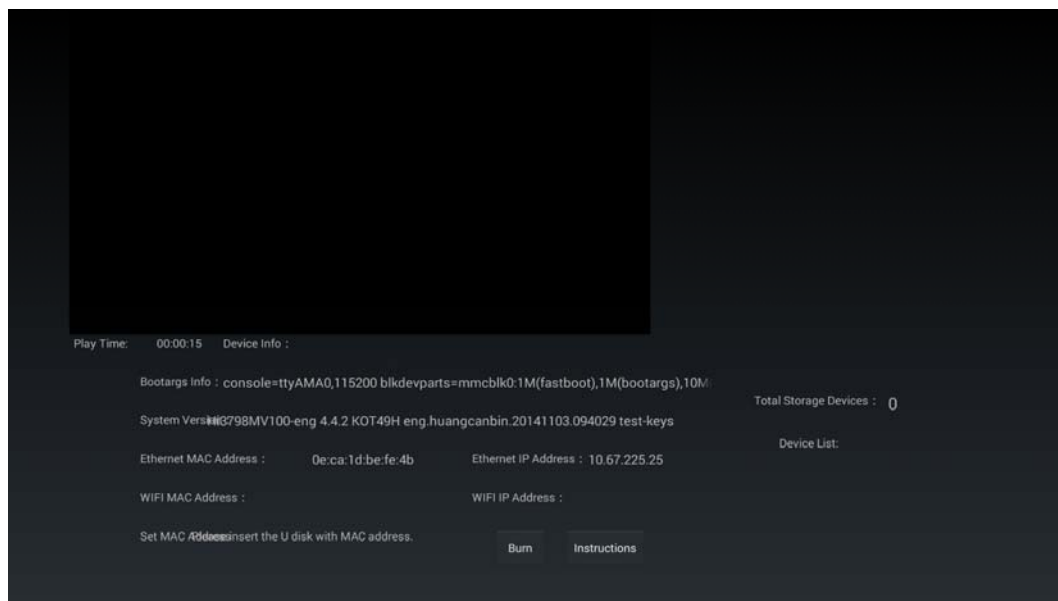 Play Time: 00:00:15 Device Info :
Bootargs Info : console=ttyAMA0,115200 blkdevparts=mmcblk0:1M(fastboot),1M(bootargs),10M
Total Storage Devices : 0
System Versi 3798MV100-eng 4.4.2 KOT49H eng.huangcanbin.20141103.094029 test-keys
Device List:
Ethernet MAC Address : 0e:ca:1d:be:fe:4b Ethernet IP Address : 10.67.225.25
WIFI MAC Address : WIFI IP Address :
Set MAC insert the U disk with MAC address.
Burn Instructions